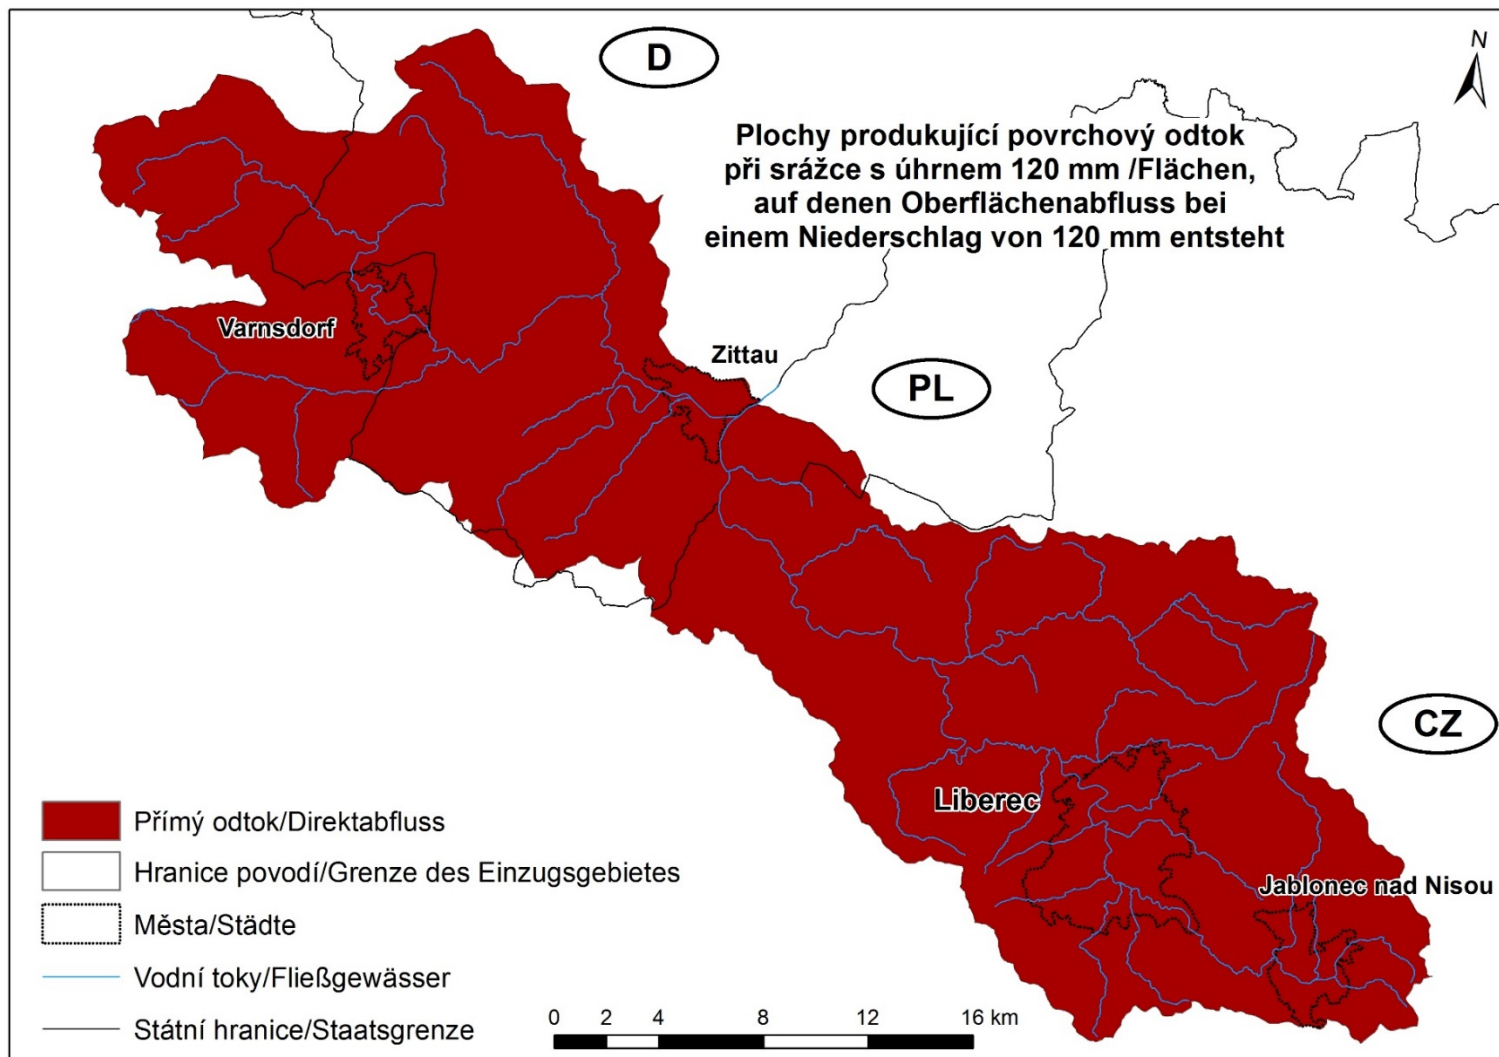 D
N
Plochy produkující povrchový odtok
při srážce s úhrnem 120 mm /Flächen,
auf denen Oberflächenabfluss bei
einem Niederschlag von 120 mm entsteht
Varnsdorf
Zittau
PL
CZ
Liberec
Jablonec nad Nisou
Přímý odtok/Direktabfluss
Hranice povodí/Grenze des Einzugsgebietes
Města/Städte
Vodní toky/Fließgewässer
Státní hranice/Staatsgrenze
0 2 4 8 12 16 km